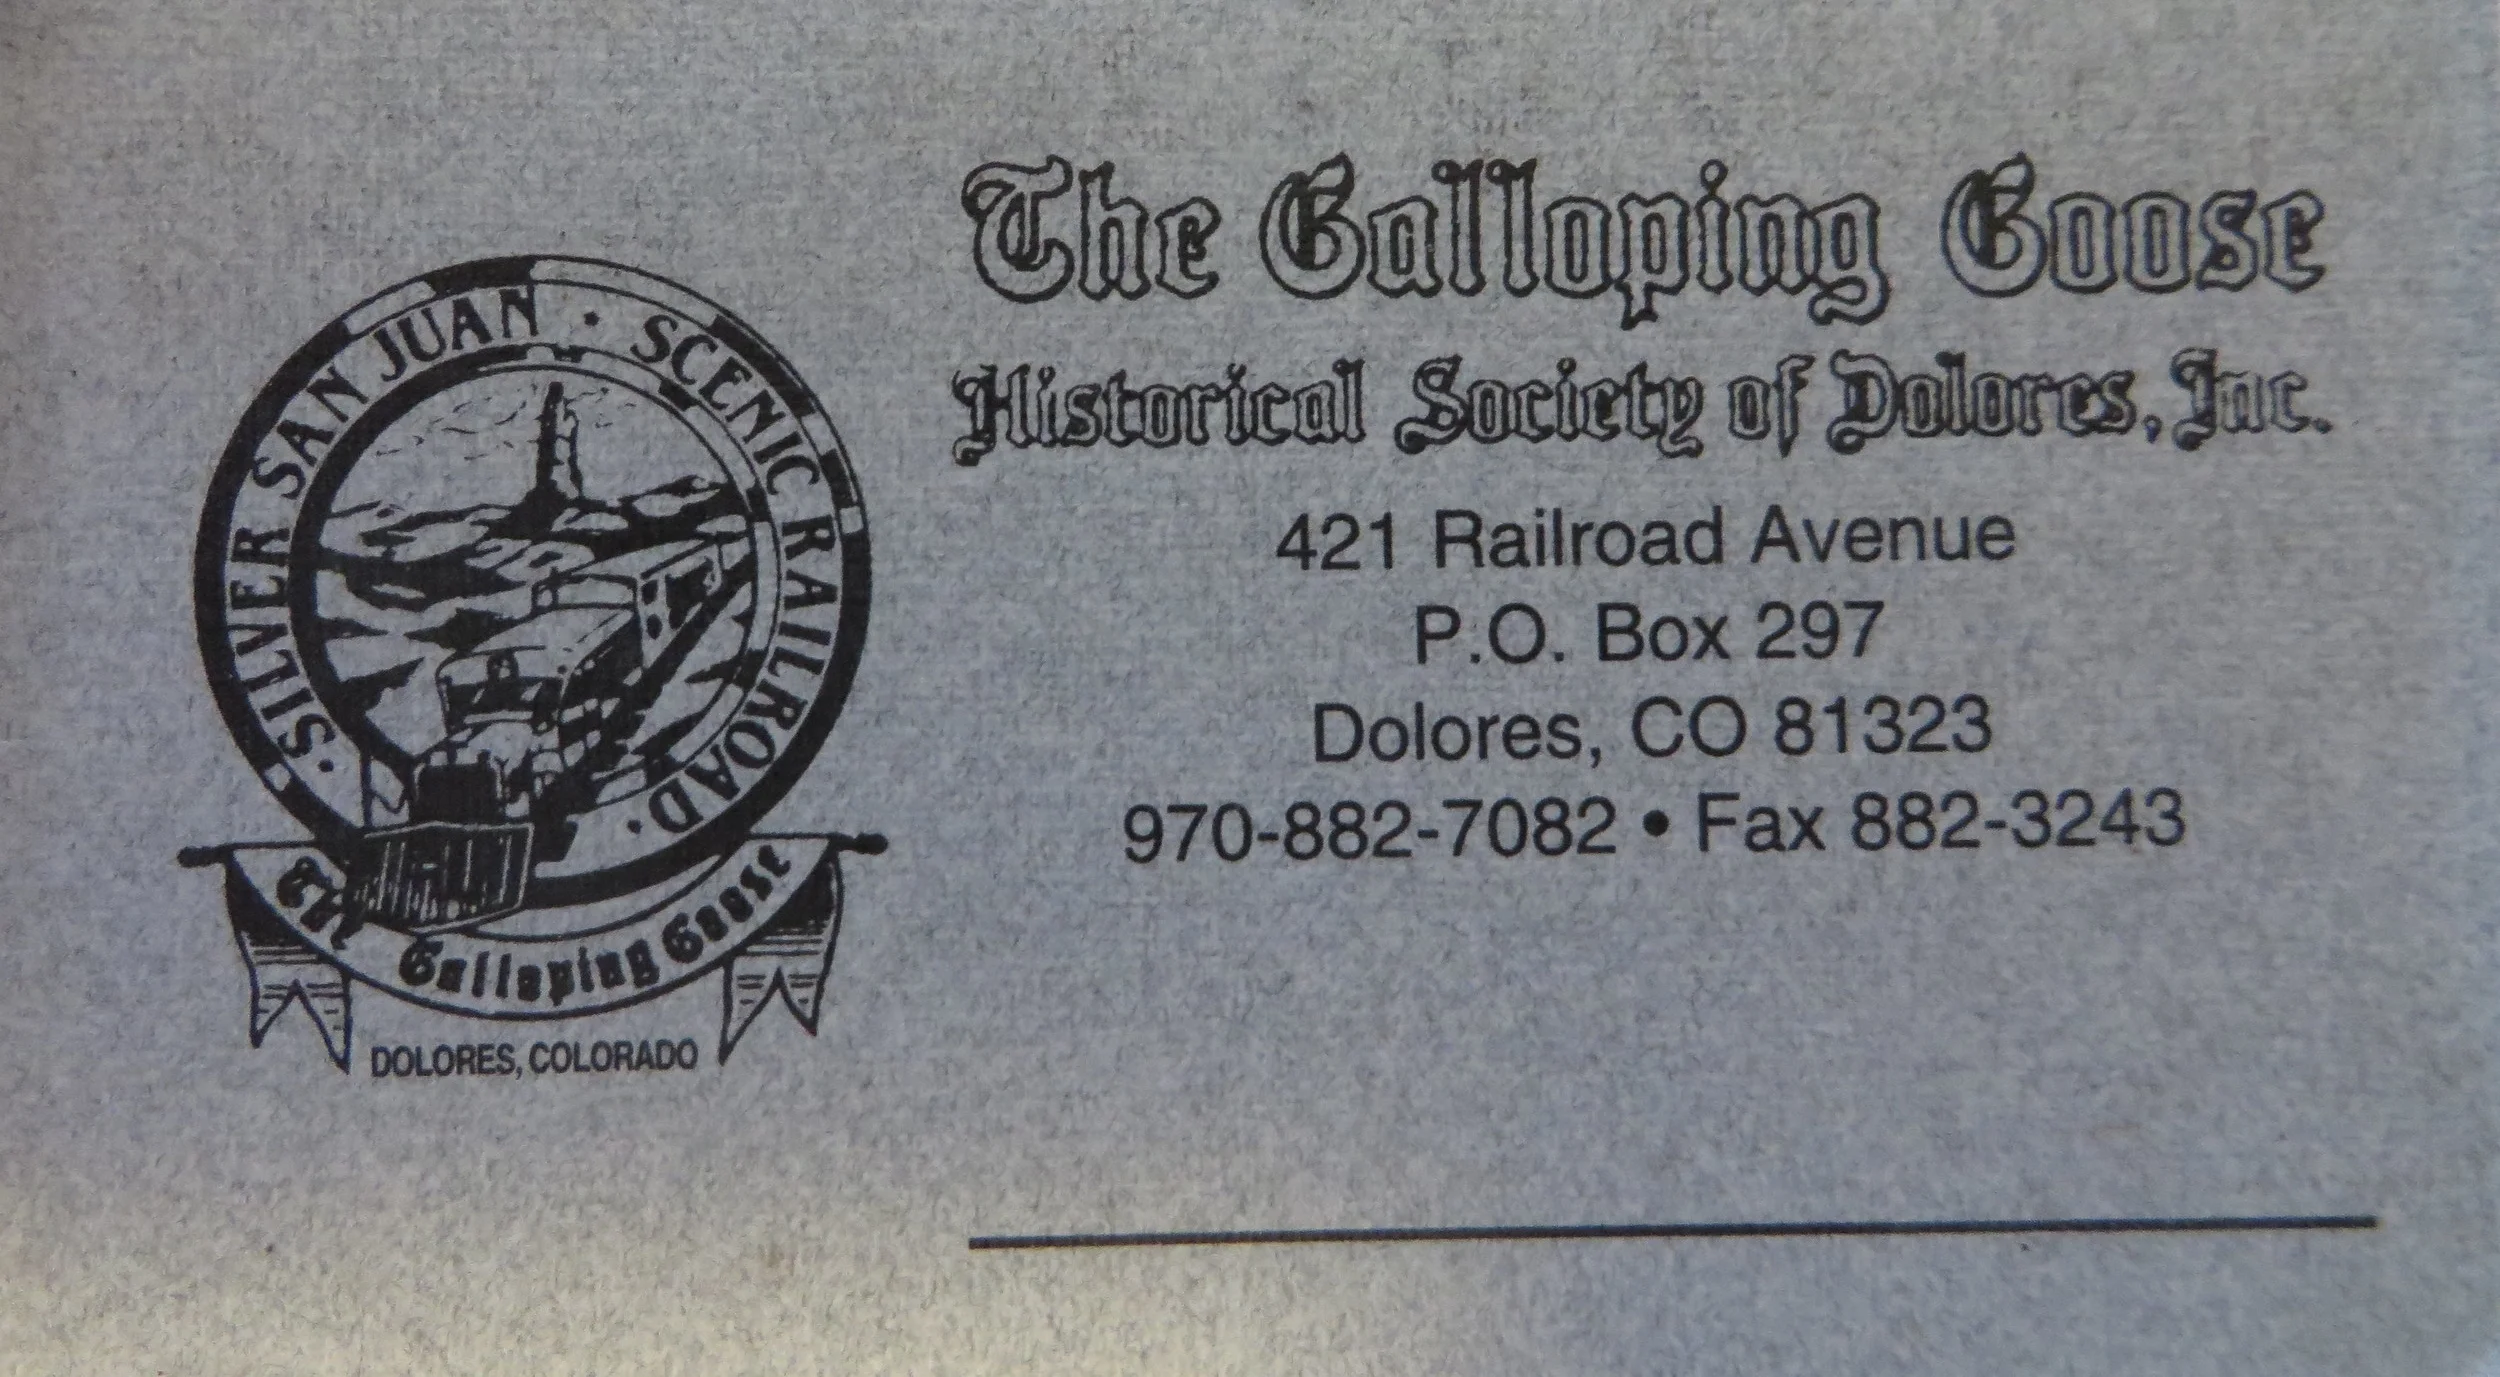 · SILVER SAN JUAN · SCENIC RAILROAD ·
The Galloping Goose
DOLORES, COLORADO
The Galloping Goose
Historical Society of Dolores, Inc.
421 Railroad Avenue
P.O. Box 297
Dolores, CO 81323
970-882-7082 • Fax 882-3243